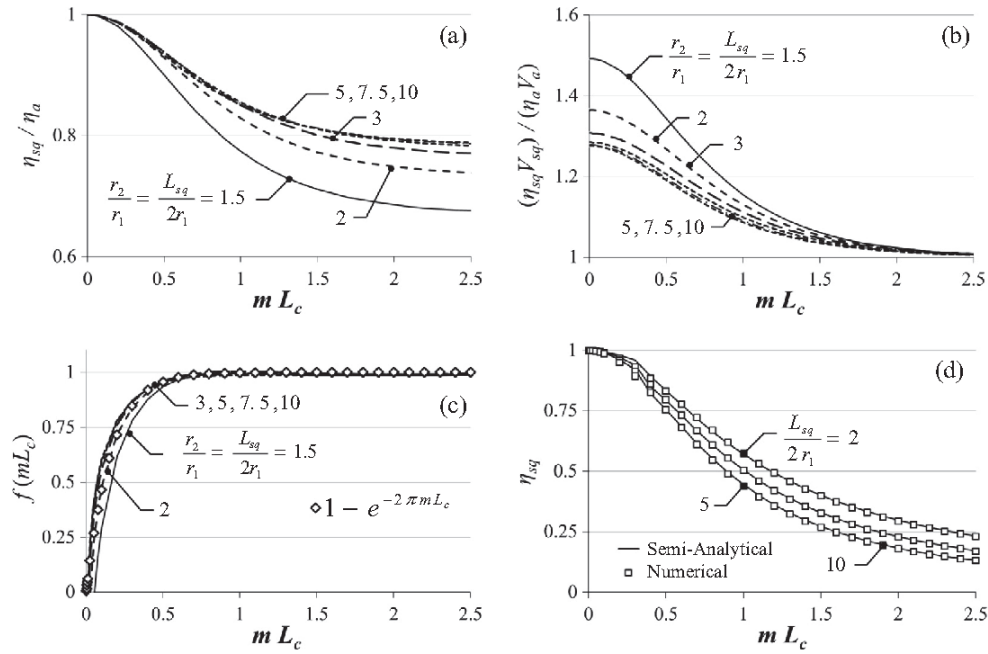 (a)
1
0.8
0.6
η_sq / η_a
5, 7. 5, 10
3
r_2 / r_1 = L_sq / 2r_1 = 1.5
2
0 0.5 1 1.5 2 2.5
m L_c
(b)
1.6
1.4
1.2
1
(η_sq V_sq) / (η_a V_a)
r_2 / r_1 = L_sq / 2r_1 = 1.5
2
3
5, 7. 5, 10
0 0.5 1 1.5 2 2.5
m L_c
(c)
1
0.75
0.5
0.25
0
f (mL_c)
3, 5, 7. 5, 10
r_2 / r_1 = L_sq / 2r_1 = 1.5
2
1 − e^{−2 π m L_c}
0 0.5 1 1.5 2 2.5
m L_c
(d)
1
0.75
0.5
0.25
0
η_sq
L_sq / 2 r_1 = 2
5
10
Semi-Analytical
Numerical
0 0.5 1 1.5 2 2.5
m L_c